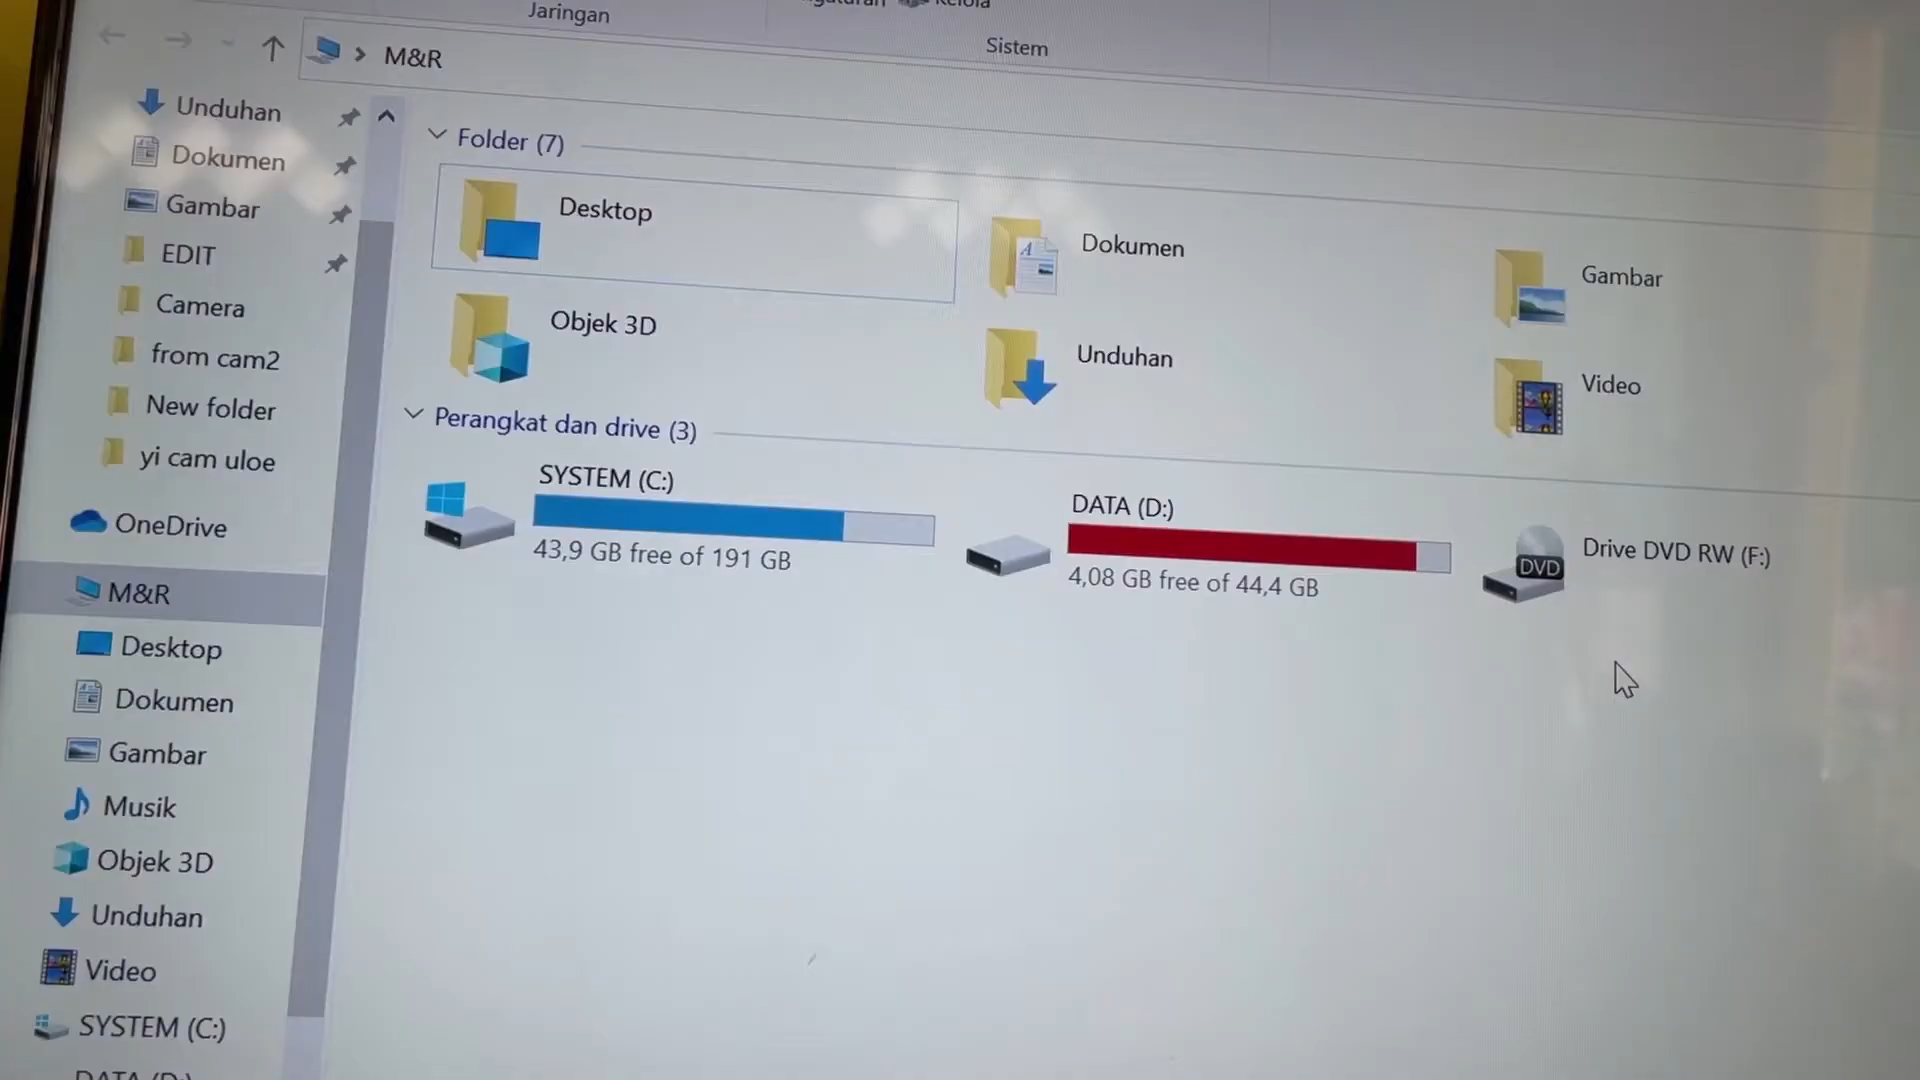 Jaringan
Kelola
Sistem
M&R
Unduhan
Dokumen
Gambar
EDIT
Camera
from cam2
New folder
yi cam uloe
OneDrive
M&R
Desktop
Dokumen
Gambar
Musik
Objek 3D
Unduhan
Video
SYSTEM (C:)
DATA (D:)
Folder (7)
Desktop
Dokumen
Gambar
Objek 3D
Unduhan
Video
Perangkat dan drive (3)
SYSTEM (C:)
43,9 GB free of 191 GB
DATA (D:)
4,08 GB free of 44,4 GB
DVD
Drive DVD RW (F:)